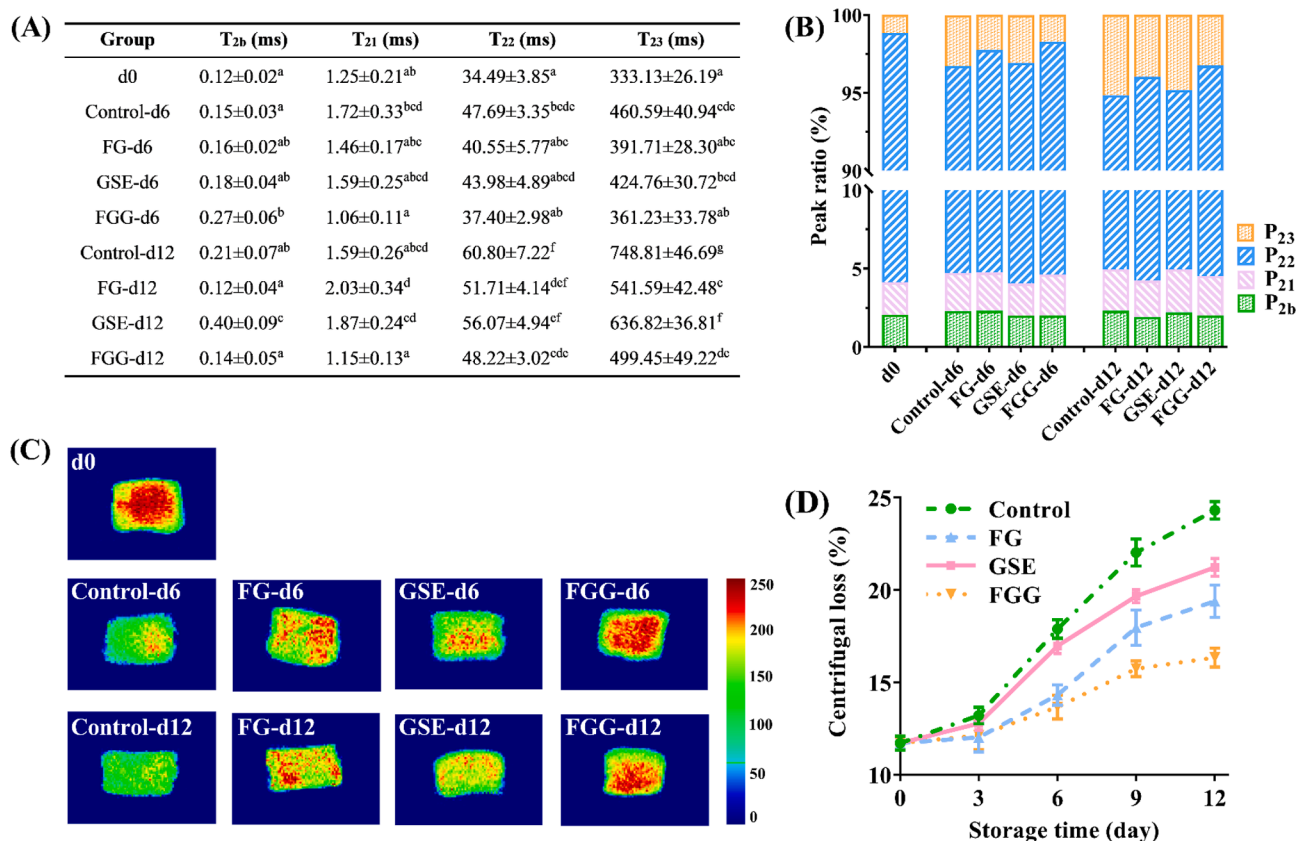 (A)
Group T2b (ms) T21 (ms) T22 (ms) T23 (ms)
d0 0.12±0.02a 1.25±0.21ab 34.49±3.85a 333.13±26.19a
Control-d6 0.15±0.03a 1.72±0.33bcd 47.69±3.35bcdc 460.59±40.94cdc
FG-d6 0.16±0.02ab 1.46±0.17abc 40.55±5.77abc 391.71±28.30abc
GSE-d6 0.18±0.04ab 1.59±0.25abcd 43.98±4.89abcd 424.76±30.72bcd
FGG-d6 0.27±0.06b 1.06±0.11a 37.40±2.98ab 361.23±33.78ab
Control-d12 0.21±0.07ab 1.59±0.26abcd 60.80±7.22f 748.81±46.69g
FG-d12 0.12±0.04a 2.03±0.34d 51.71±4.14def 541.59±42.48c
GSE-d12 0.40±0.09c 1.87±0.24cd 56.07±4.94cf 636.82±36.81f
FGG-d12 0.14±0.05a 1.15±0.13a 48.22±3.02cdc 499.45±49.22dc
(B)
Peak ratio (%)
100
95
90
10
5
0
d0
Control-d6
FG-d6
GSE-d6
FGG-d6
Control-d12
FG-d12
GSE-d12
FGG-d12
P23
P22
P21
P2b
(C)
d0
Control-d6 FG-d6 GSE-d6 FGG-d6
Control-d12 FG-d12 GSE-d12 FGG-d12
250
200
150
100
50
0
(D)
Centrifugal loss (%)
25
20
15
10
Control
FG
GSE
FGG
0 3 6 9 12
Storage time (day)